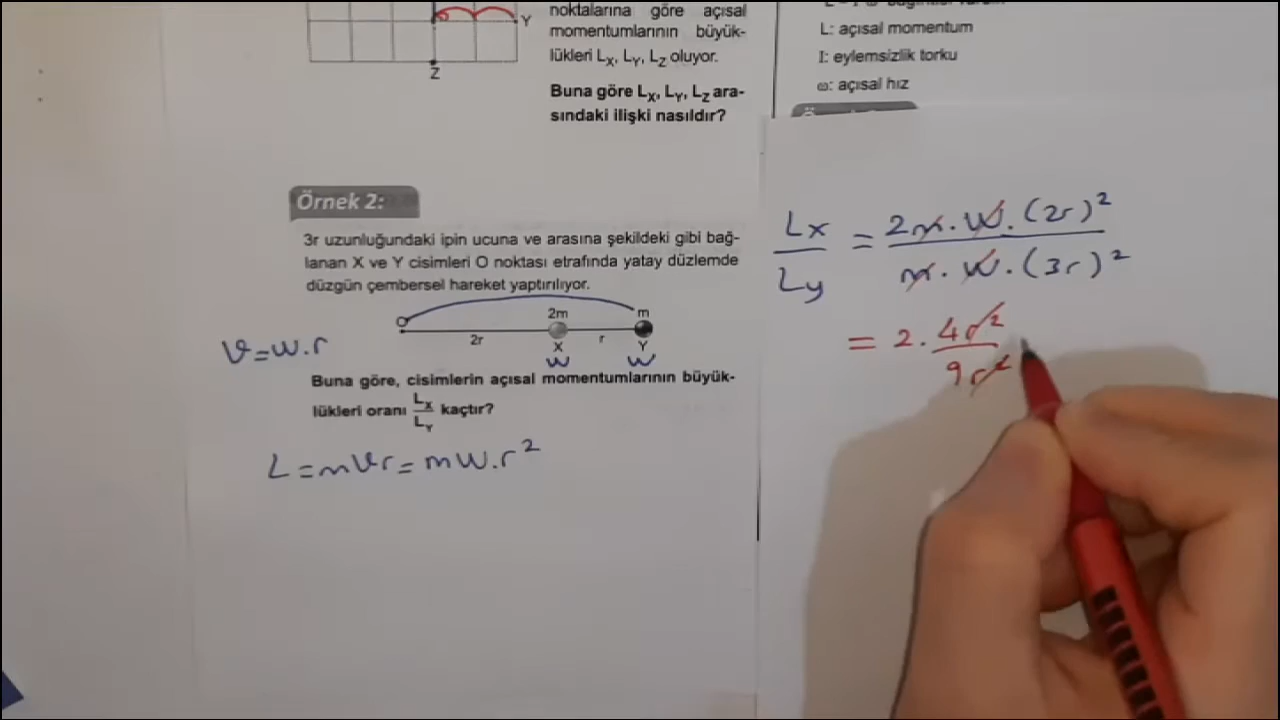 noktalarına göre açısal
momentumlarının büyük-
lükleri LX, LY, LZ oluyor.
Buna göre LX, LY, LZ ara-
sındaki ilişki nasıldır?
Y
Z
L: açısal momentum
I: eylemsizlik torku
ω: açısal hız
Örnek 2:
3r uzunluğundaki ipin ucuna ve arasına şekildeki gibi bağ-
lanan X ve Y cisimleri O noktası etrafında yatay düzlemde
düzgün çembersel hareket yaptırılıyor.
O 2m m
2r X r Y
w w
v = w.r
Buna göre, cisimlerin açısal momentumlarının büyük-
lükleri oranı LX/LY kaçtır?
L = mvr = mw.r²
Lx/Ly = 2m.w.(2r)²/m.w.(3r)²
= 2.4r²/9r²